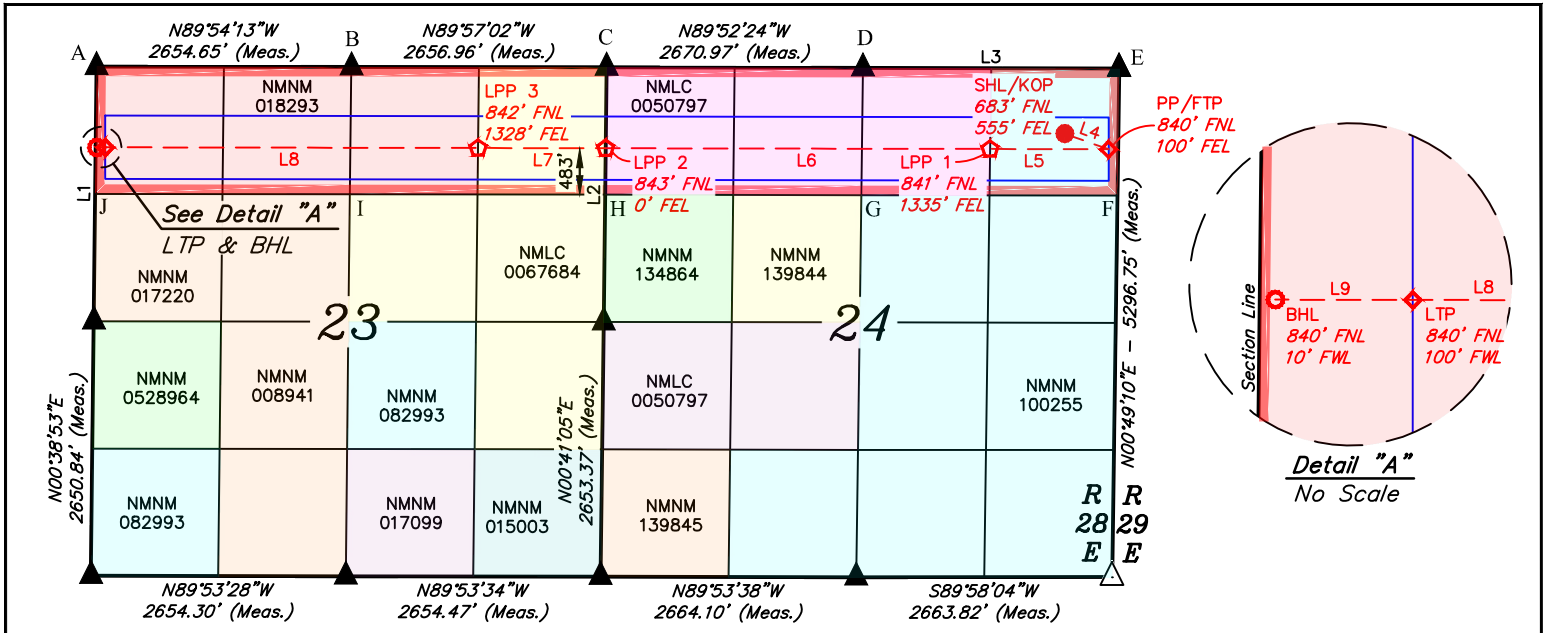 N89°54'13"W
2654.65' (Meas.)
N89°57'02"W
2656.96' (Meas.)
N89°52'24"W
2670.97' (Meas.)
L3
A
B
C
D
E
NMNM
018293
LPP 3
842' FNL
1328' FEL
NMLC
0050797
SHL/KOP
683' FNL
555' FEL
L4
PP/FTP
840' FNL
100' FEL
L8
L7
483'
L6
L5
LPP 2
843' FNL
0' FEL
LPP 1
841' FNL
1335' FEL
L1
L2
J
I
H
G
F
See Detail "A"
LTP & BHL
NMNM
017220
NMLC
0067684
NMNM
134864
NMNM
139844
23
24
N00°49'10"E - 5296.75' (Meas.)
NMNM
0528964
NMNM
008941
NMNM
082993
NMLC
0050797
NMNM
100255
N00°38'53"E
2650.84' (Meas.)
N00°41'05"E
2653.37' (Meas.)
NMNM
082993
NMNM
017099
NMNM
015003
NMNM
139845
R R
28 29
E E
N89°53'28"W
2654.30' (Meas.)
N89°53'34"W
2654.47' (Meas.)
N89°53'38"W
2664.10' (Meas.)
S89°58'04"W
2663.82' (Meas.)
Section Line
L9
L8
BHL
840' FNL
10' FWL
LTP
840' FNL
100' FWL
Detail "A"
No Scale